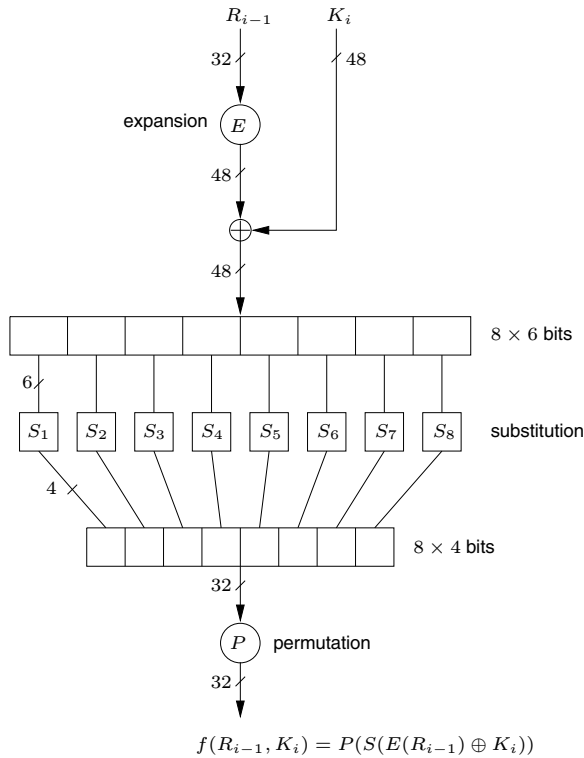 R_{i−1} K_i
32 48
expansion E
48
48
8 × 6 bits
6
S_1 S_2 S_3 S_4 S_5 S_6 S_7 S_8 substitution
4
8 × 4 bits
32
P permutation
32
f(R_{i−1}, K_i) = P(S(E(R_{i−1}) ⊕ K_i))